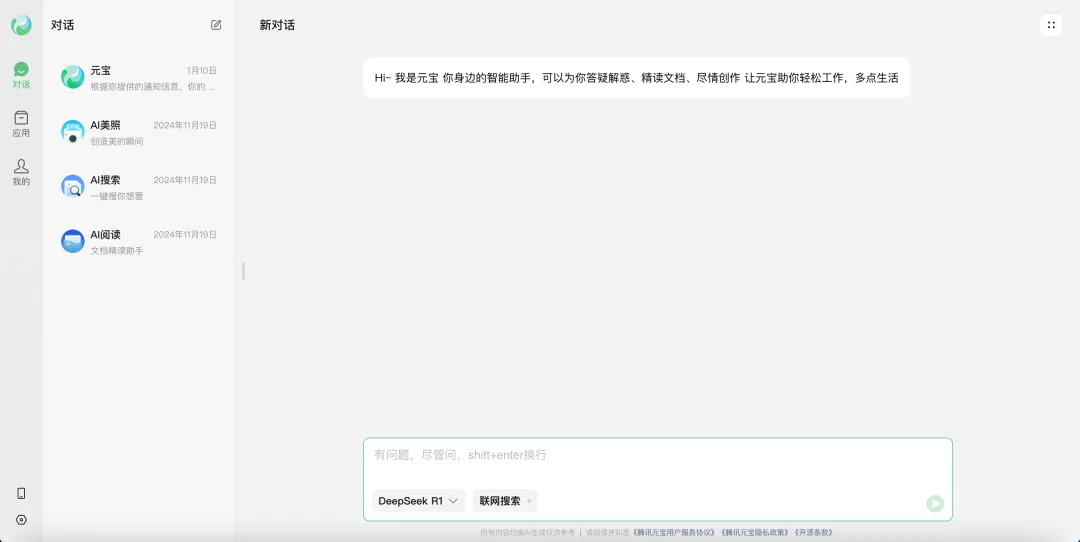 对话
新对话
对话
应用
我的
元宝 1月10日
根据你提供的通知信息，你的...
AI美照 2024年11月19日
创造美的瞬间
AI搜索 2024年11月19日
一键搜你想要
AI阅读 2024年11月19日
文档精读助手
Hi~ 我是元宝 你身边的智能助手，可以为你答疑解惑、精读文档、尽情创作 让元宝助你轻松工作，多点生活
有问题，尽管问，shift+enter换行
DeepSeek R1 联网搜索
所有内容均由AI生成仅供参考 | 请阅读并知悉《腾讯元宝用户服务协议》《腾讯元宝隐私政策》《开源条款》